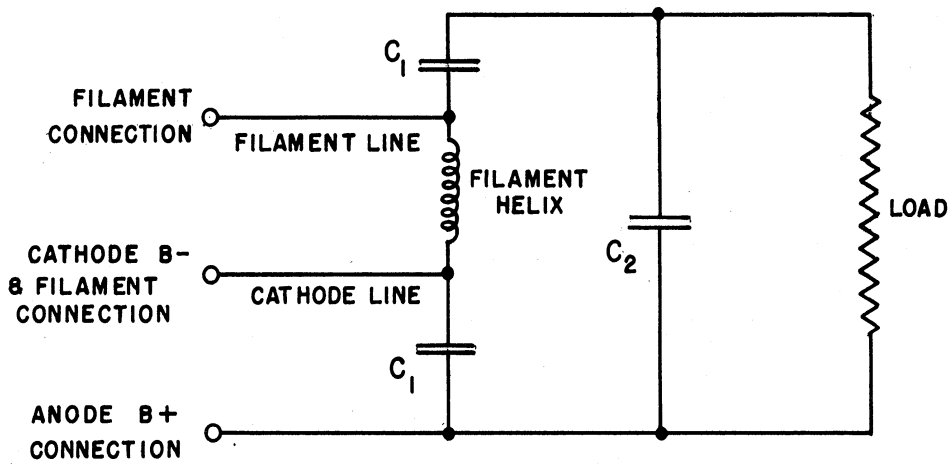 C1
FILAMENT
CONNECTION
FILAMENT LINE
FILAMENT
HELIX
LOAD
C2
CATHODE B-
& FILAMENT
CONNECTION
CATHODE LINE
C1
ANODE B+
CONNECTION